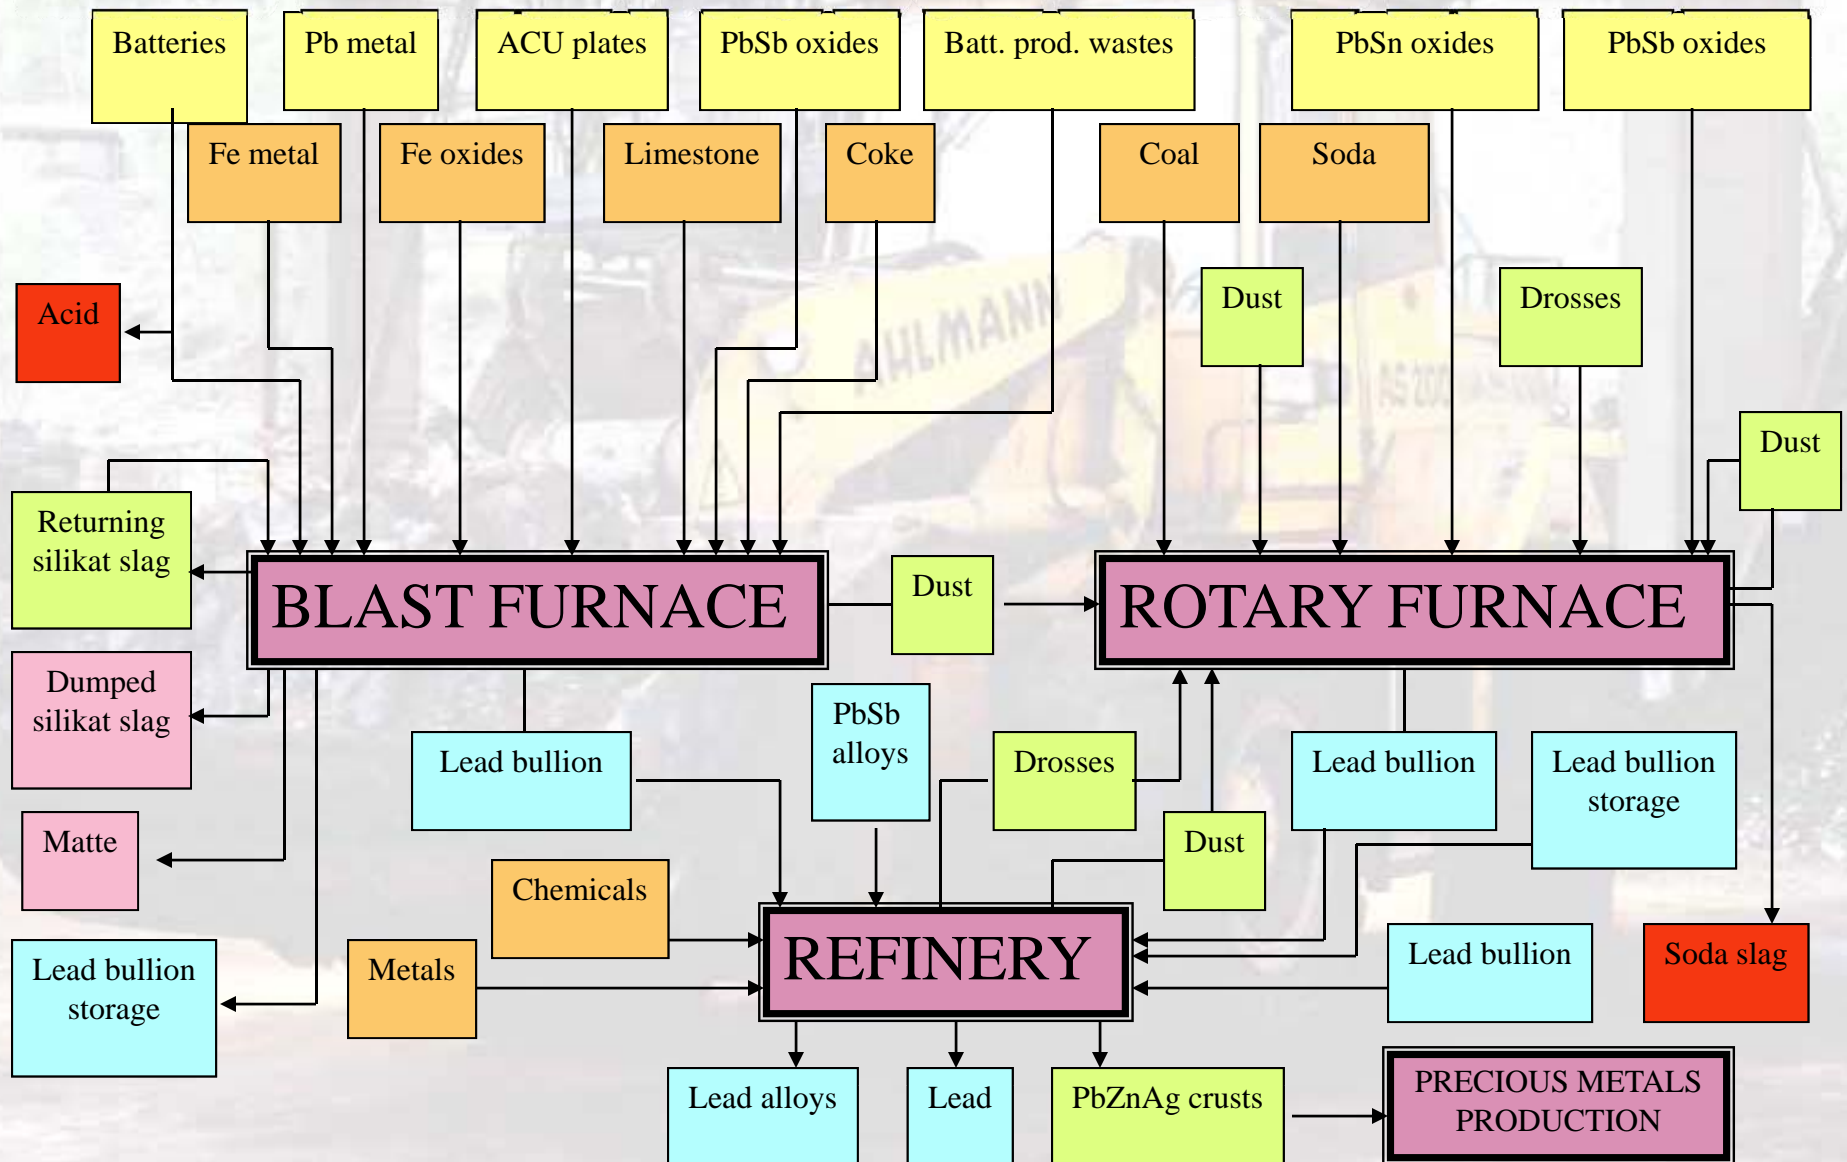 Batteries
Pb metal
ACU plates
PbSb oxides
Batt. prod. wastes
PbSn oxides
PbSb oxides
Fe metal
Fe oxides
Limestone
Coke
Coal
Soda
Acid
Dust
Drosses
AHLMANN
AS 200
Dust
Returning
silikat slag
BLAST FURNACE
Dust
ROTARY FURNACE
Dumped
silikat slag
Lead bullion
PbSb
alloys
Drosses
Lead bullion
Lead bullion
storage
Matte
Chemicals
Dust
Lead bullion
storage
Metals
REFINERY
Lead bullion
Soda slag
Lead alloys
Lead
PbZnAg crusts
PRECIOUS METALS
PRODUCTION